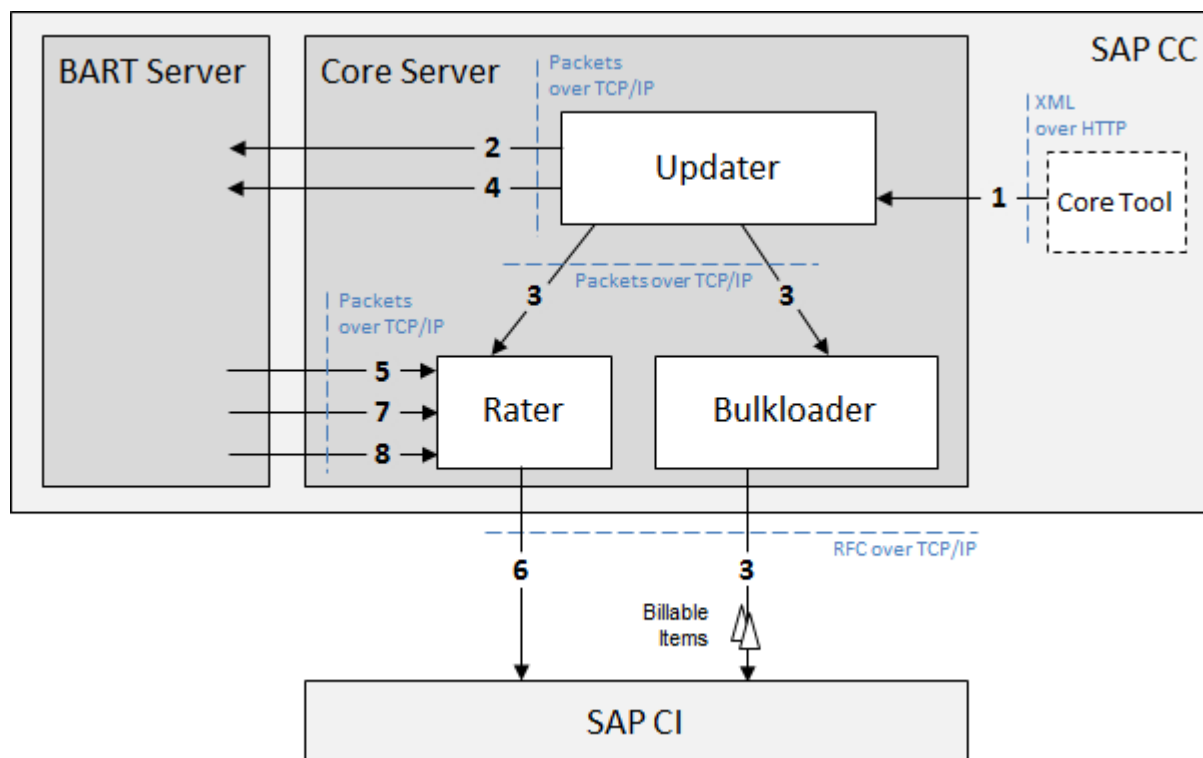 SAP CC
BART Server
Core Server
Packets
over TCP/IP
XML
over HTTP
Updater
Core Tool
2
4
1
Packets over TCP/IP
3
3
Packets
over TCP/IP
5
7
8
Rater
Bulkloader
RFC over TCP/IP
6
3
Billable
Items
SAP CI